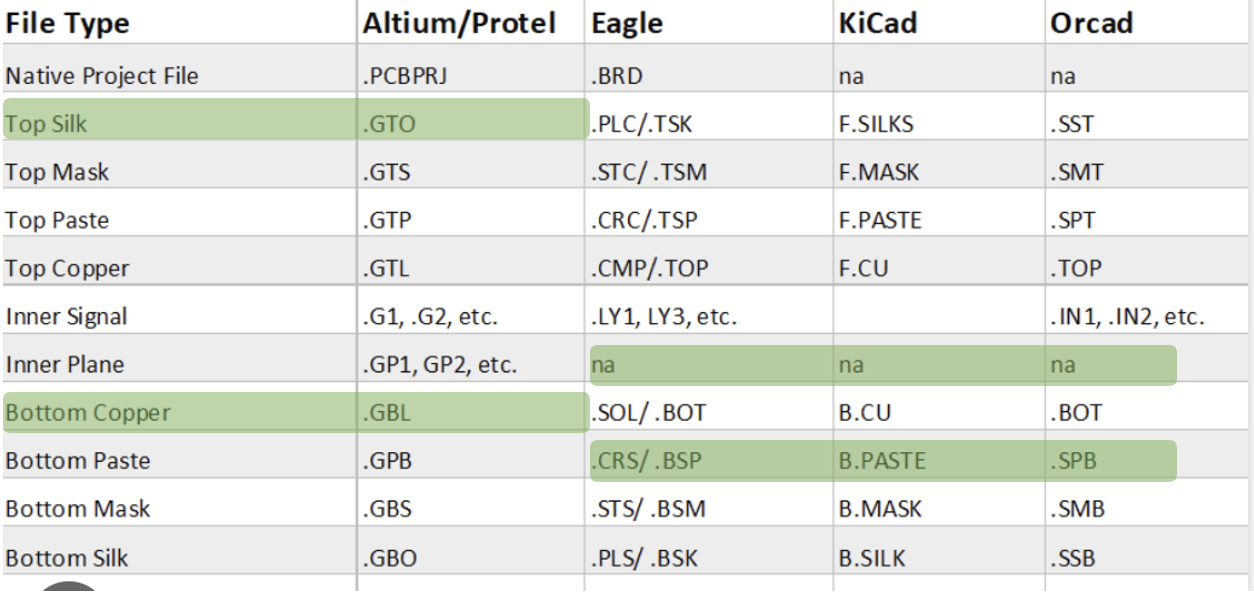 File Type Altium/Protel Eagle KiCad Orcad
Native Project File .PCBPRJ .BRD na na
Top Silk .GTO .PLC/.TSK F.SILKS .SST
Top Mask .GTS .STC/ .TSM F.MASK .SMT
Top Paste .GTP .CRC/.TSP F.PASTE .SPT
Top Copper .GTL .CMP/.TOP F.CU .TOP
Inner Signal .G1, .G2, etc. .LY1, LY3, etc. .IN1, .IN2, etc.
Inner Plane .GP1, GP2, etc. na na na
Bottom Copper .GBL .SOL/ .BOT B.CU .BOT
Bottom Paste .GPB .CRS/ .BSP B.PASTE .SPB
Bottom Mask .GBS .STS/ .BSM B.MASK .SMB
Bottom Silk .GBO .PLS/ .BSK B.SILK .SSB